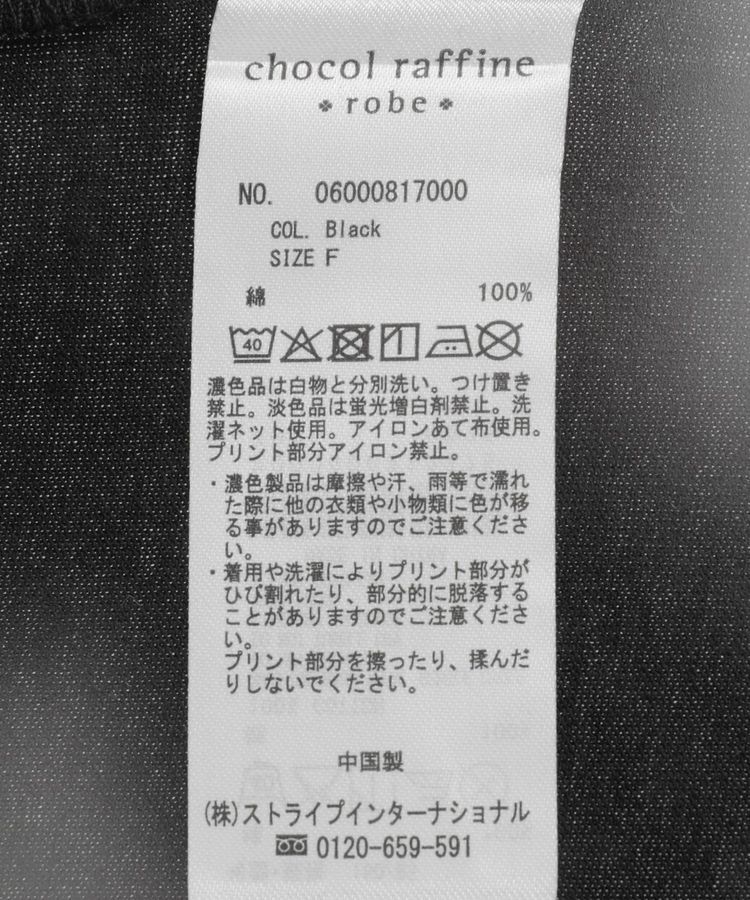 chocol raffine
robe
NO. 06000817000
COL. Black
SIZE F
綿 100%
40
濃色品は白物と分別洗い。つけ置き
禁止。淡色品は蛍光増白剤禁止。洗
濯ネット使用。アイロンあて布使用。
プリント部分アイロン禁止。
・濃色製品は摩擦や汗、雨等で濡れ
た際に他の衣類や小物類に色が移
る事がありますのでご注意くださ
い。
・着用や洗濯によりプリント部分が
ひび割れたり、部分的に脱落する
ことがありますのでご注意くださ
い。
プリント部分を擦ったり、揉んだ
りしないでください。
中国製
(株)ストライプインターナショナル
0120-659-591